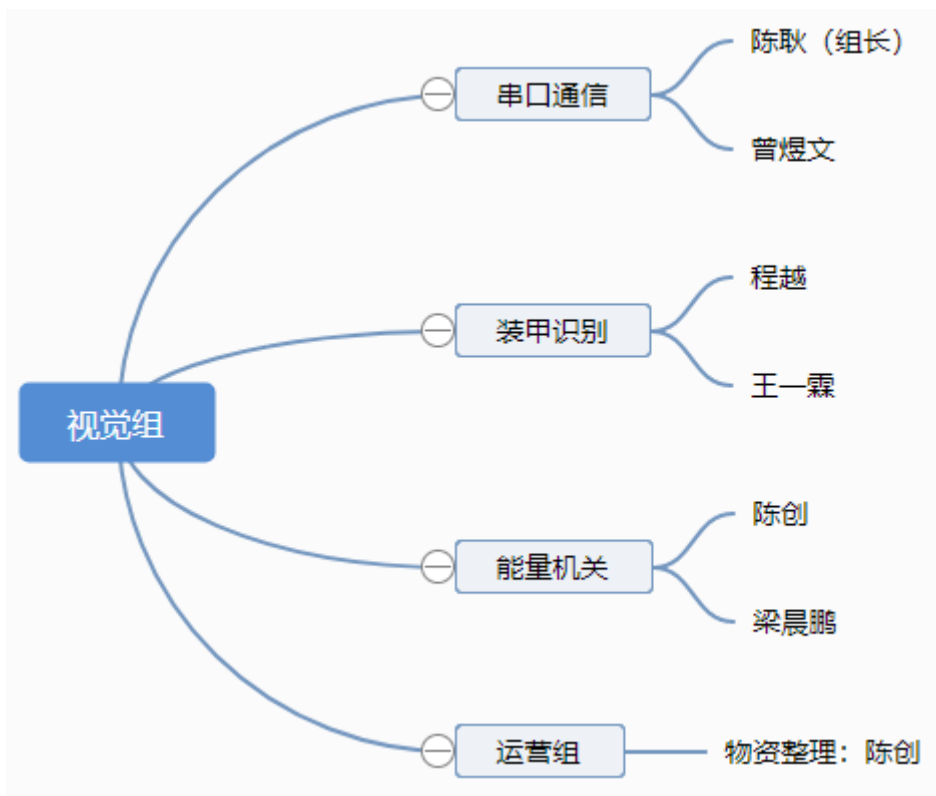 视觉组
串口通信
陈耿（组长）
曾煜文
装甲识别
程越
王一霖
能量机关
陈创
梁晨鹏
运营组
物资整理：陈创